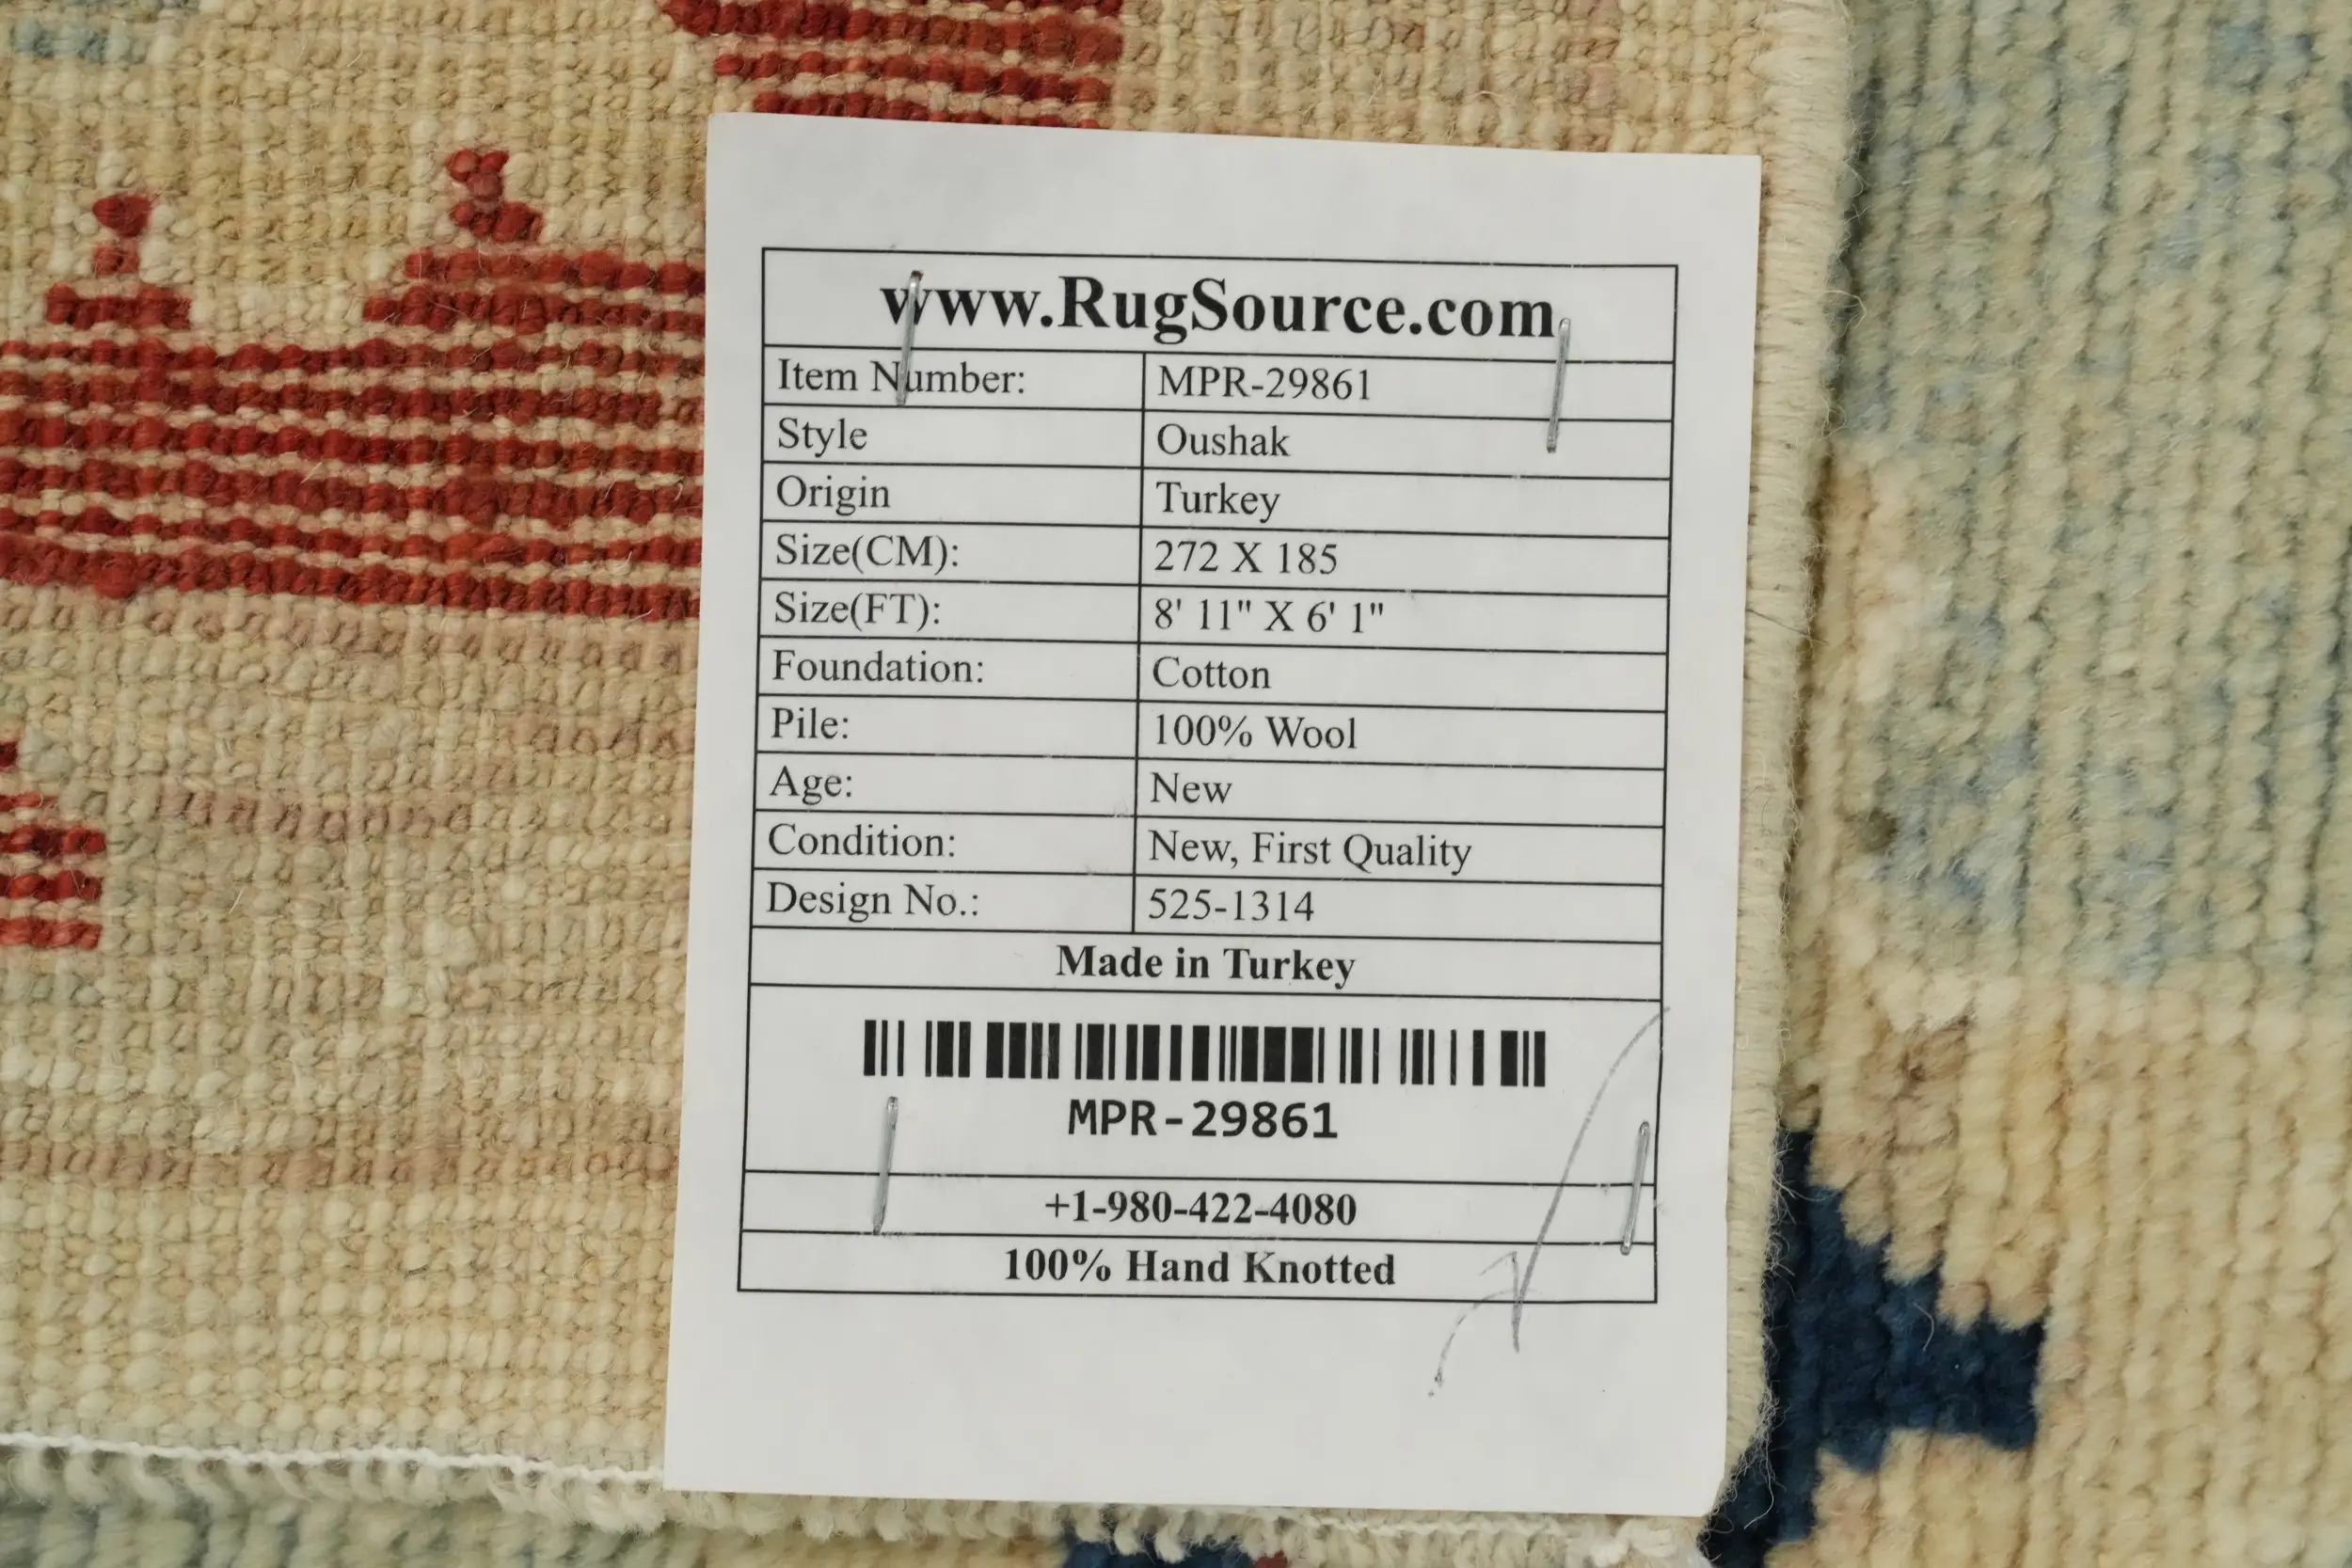 www.RugSource.com
Item Number: MPR-29861
Style Oushak
Origin Turkey
Size(CM): 272 X 185
Size(FT): 8' 11" X 6' 1"
Foundation: Cotton
Pile: 100% Wool
Age: New
Condition: New, First Quality
Design No.: 525-1314
Made in Turkey
MPR-29861
+1-980-422-4080
100% Hand Knotted